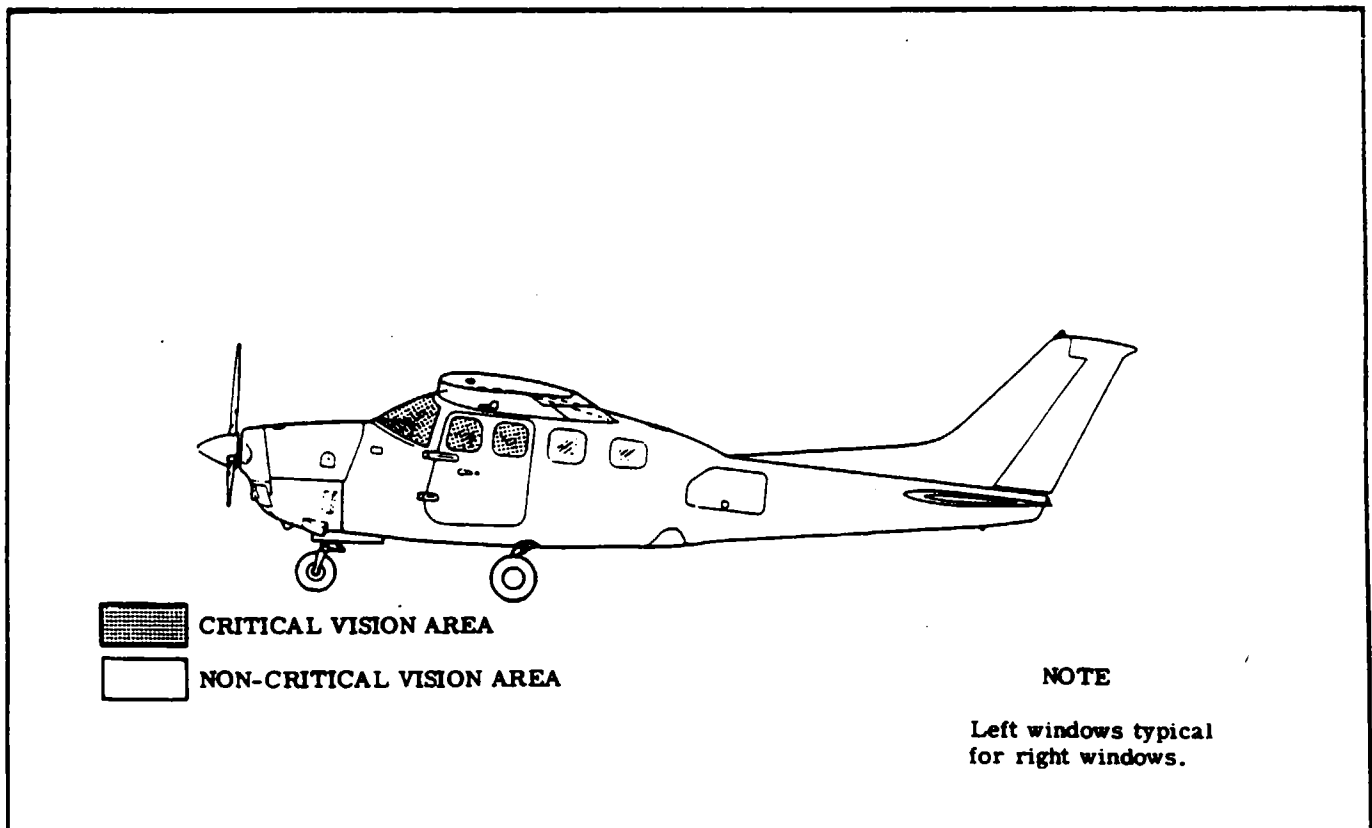 CRITICAL VISION AREA
NON-CRITICAL VISION AREA
NOTE
Left windows typical
for right windows.